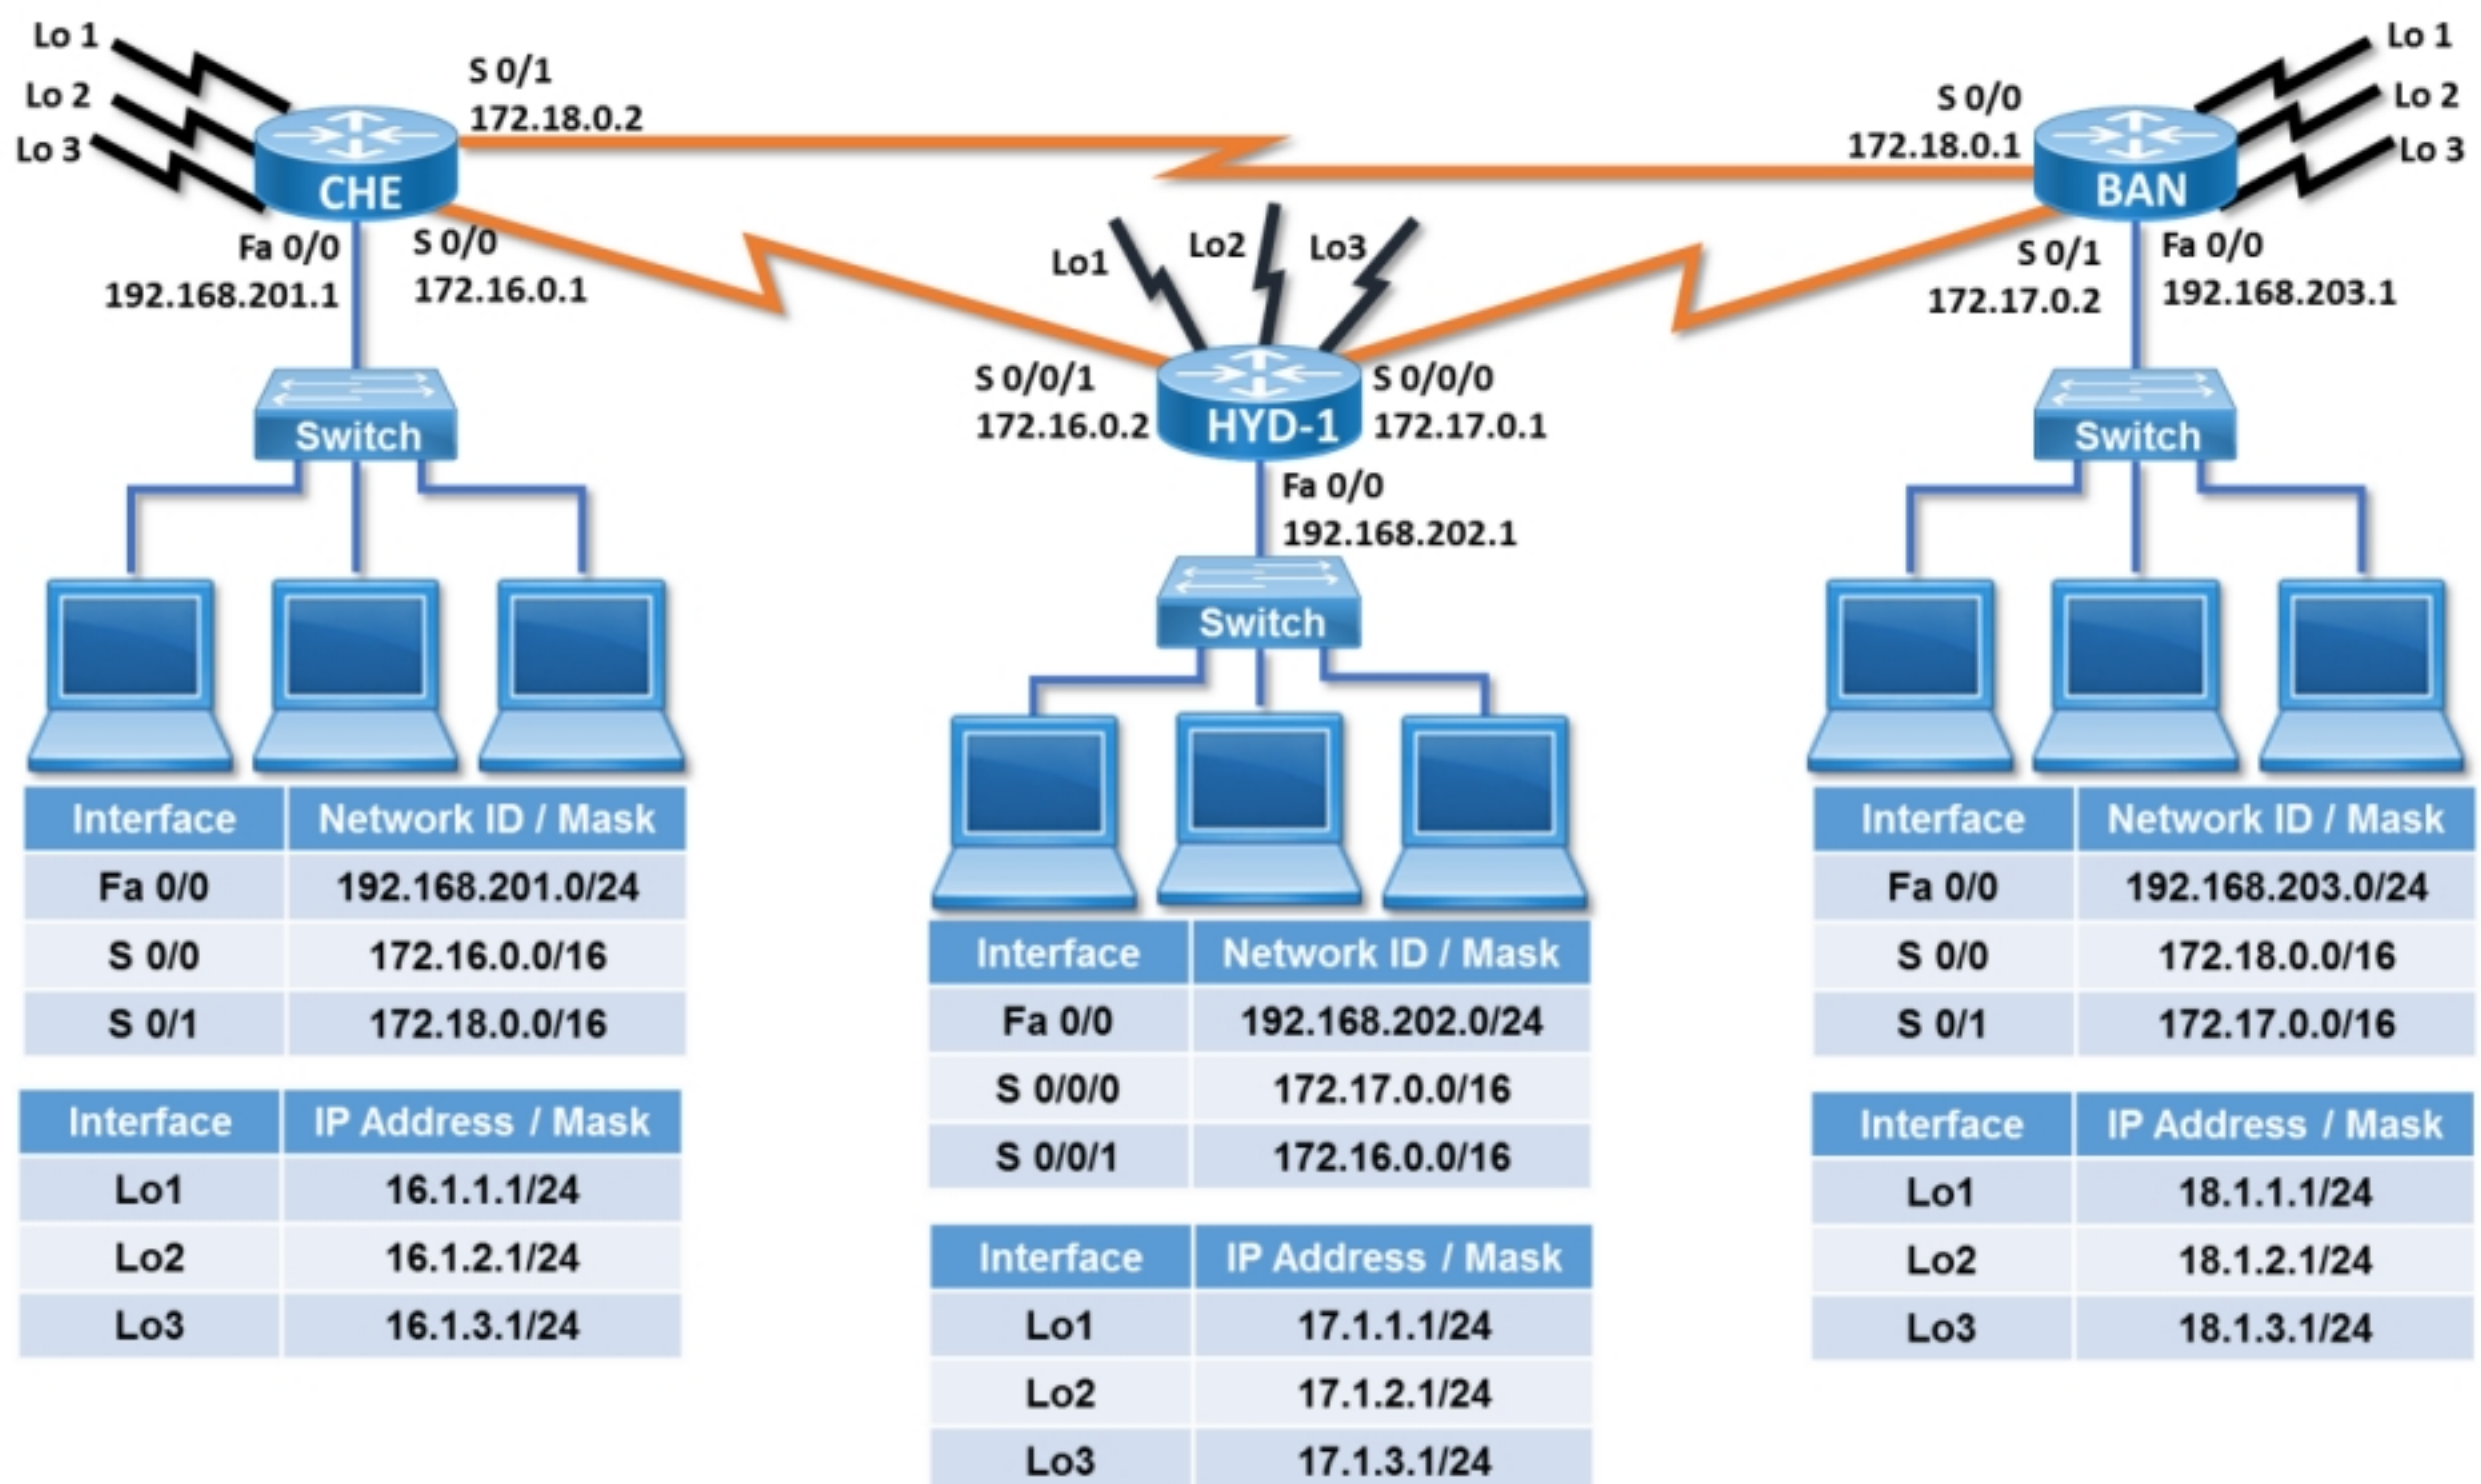 Lo 1
Lo 2
Lo 3
S 0/1
172.18.0.2
CHE
Fa 0/0
192.168.201.1
S 0/0
172.16.0.1
Switch
Lo1
Lo2
Lo3
S 0/0/1
172.16.0.2
HYD-1
S 0/0/0
172.17.0.1
Fa 0/0
192.168.202.1
Switch
S 0/0
172.18.0.1
BAN
Lo 1
Lo 2
Lo 3
S 0/1
172.17.0.2
Fa 0/0
192.168.203.1
Switch
Interface Network ID / Mask
Fa 0/0 192.168.201.0/24
S 0/0 172.16.0.0/16
S 0/1 172.18.0.0/16
Interface IP Address / Mask
Lo1 16.1.1.1/24
Lo2 16.1.2.1/24
Lo3 16.1.3.1/24
Interface Network ID / Mask
Fa 0/0 192.168.202.0/24
S 0/0/0 172.17.0.0/16
S 0/0/1 172.16.0.0/16
Interface IP Address / Mask
Lo1 17.1.1.1/24
Lo2 17.1.2.1/24
Lo3 17.1.3.1/24
Interface Network ID / Mask
Fa 0/0 192.168.203.0/24
S 0/0 172.18.0.0/16
S 0/1 172.17.0.0/16
Interface IP Address / Mask
Lo1 18.1.1.1/24
Lo2 18.1.2.1/24
Lo3 18.1.3.1/24